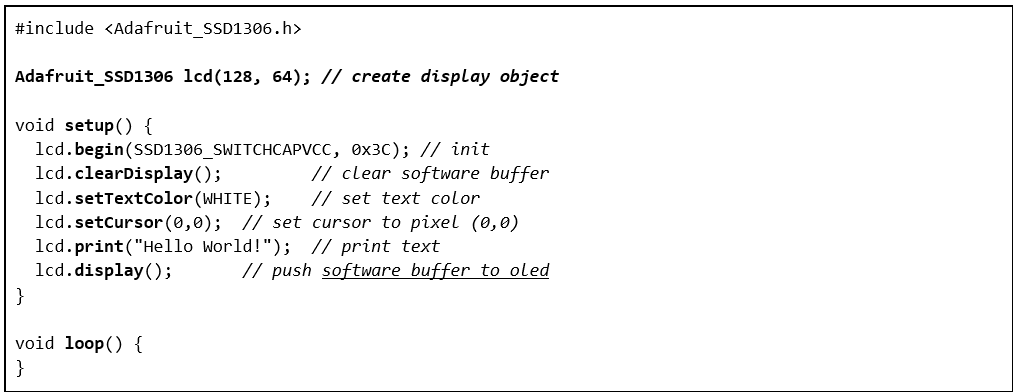 #include <Adafruit_SSD1306.h>
Adafruit_SSD1306 lcd(128, 64); // create display object
void setup() {
  lcd.begin(SSD1306_SWITCHCAPVCC, 0x3C); // init
  lcd.clearDisplay();         // clear software buffer
  lcd.setTextColor(WHITE);    // set text color
  lcd.setCursor(0,0);  // set cursor to pixel (0,0)
  lcd.print("Hello World!");  // print text
  lcd.display();       // push software buffer to oled
}
void loop() {
}